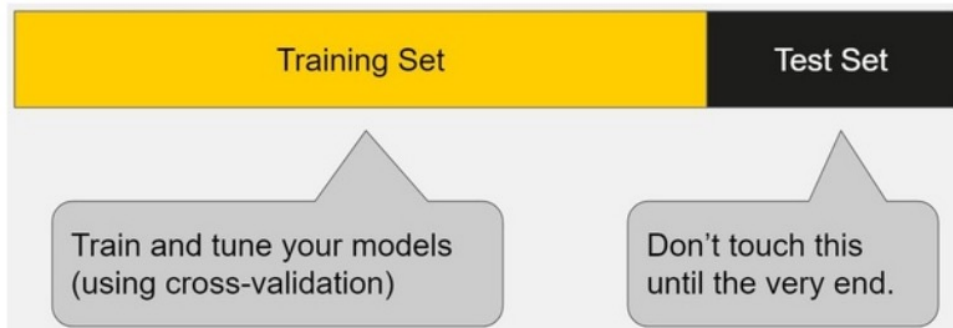 Training Set
Test Set
Train and tune your models
(using cross-validation)
Don’t touch this
until the very end.